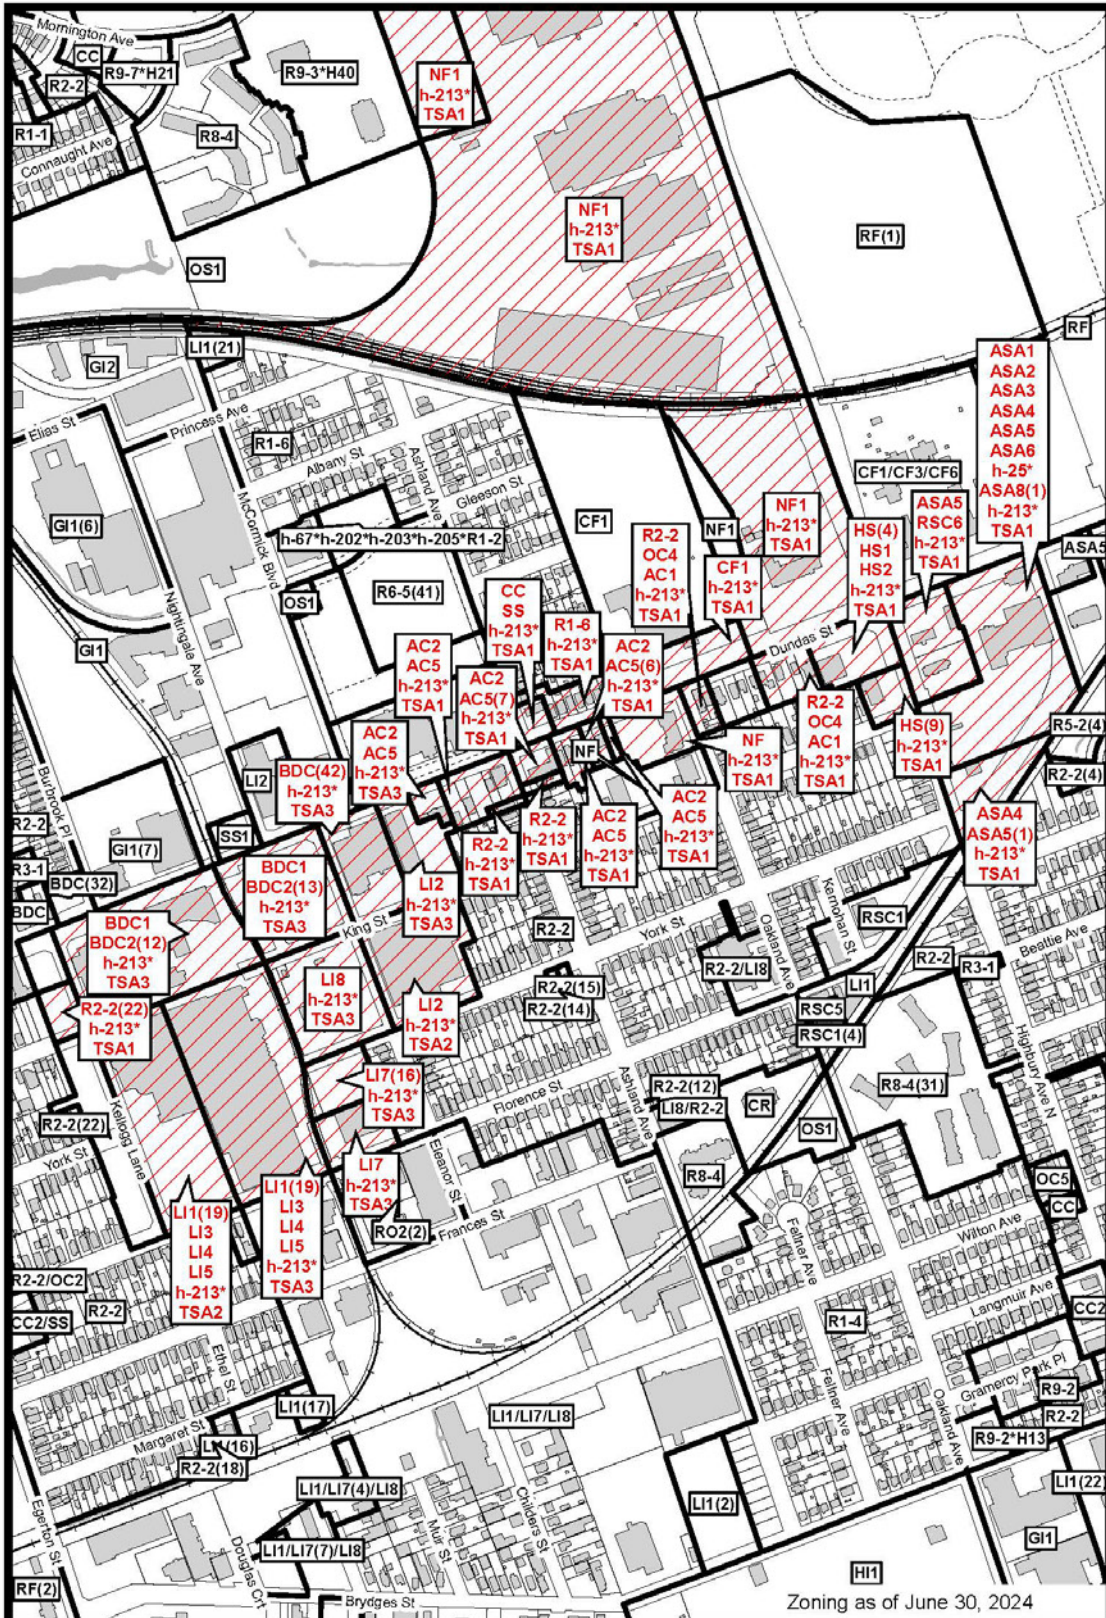 Mornington Ave
CC
R9-7*H21
R9-3*H40
R2-2
NF1
h-213*
TSA1
R1-1
R8-4
Connaught Ave
NF1
h-213*
TSA1
RF(1)
OS1
RF
LI1(21)
GI2
ASA1
ASA2
ASA3
ASA4
ASA5
ASA6
h-25*
ASA8(1)
h-213*
TSA1
Elias St
Princess Ave
R1-6
Albany St
Ashland Ave
Gleeson St
CF1/CF3/CF6
GI1(6)
McCormick Blvd
CF1
NF1
NF1
h-213*
TSA1
ASA5
RSC6
h-213*
TSA1
HS(4)
HS1
HS2
h-213*
TSA1
ASA5
h-67*h-202*h-203*h-205*R1-2
R2-2
OC4
AC1
h-213*
TSA1
CF1
h-213*
TSA1
OS1
R6-5(41)
CC
SS
h-213*
TSA1
R1-6
h-213*
TSA1
Nightingale Ave
GI1
Dundas St
AC2
AC5
h-213*
TSA1
AC2
AC5(6)
h-213*
TSA1
AC2
AC5(7)
h-213*
TSA1
R2-2
OC4
AC1
h-213*
TSA1
HS(9)
h-213*
TSA1
R5-2(4)
R2-2(4)
AC2
AC5
h-213*
TSA3
NF
NF
h-213*
TSA1
LI2
BDC(42)
h-213*
TSA3
Burbrook Pl
R2-2
R3-1
BDC
BDC(32)
GI1(7)
SS1
R2-2
h-213*
TSA1
R2-2
h-213*
TSA1
AC2
AC5
h-213*
TSA1
AC2
AC5
h-213*
TSA1
ASA4
ASA5(1)
h-213*
TSA1
BDC1
BDC2(13)
h-213*
TSA3
LI2
h-213*
TSA3
King St
BDC1
BDC2(12)
h-213*
TSA3
R2-2
York St
Oakland Ave
Kernohan St
RSC1
Beattie Ave
R2-2/LI8
R2-2
R3-1
LI8
h-213*
TSA3
R2-2(15)
R2-2(14)
LI1
RSC5
RSC1(4)
R2-2(22)
h-213*
TSA1
LI2
h-213*
TSA2
Highbury Ave N
LI7(16)
h-213*
TSA3
Florence St
Ashland Ave
R2-2(12)
LI8/R2-2
CR
R8-4(31)
Kellogg Lane
R2-2(22)
York St
OS1
LI7
h-213*
TSA3
Eleanor St
R8-4
OC5
CC
LI1(19)
LI3
LI4
LI5
h-213*
TSA2
LI1(19)
LI3
LI4
LI5
h-213*
TSA3
RO2(2)
Frances St
Fallner Ave
Wilton Ave
R2-2/OC2
CC2/SS
R2-2
Langmuir Ave
CC2
R1-4
Ethel St
Gramercy Park Pl
R9-2
R2-2
LI1(17)
LI1/LI7/LI8
Fallner Ave
Oakland Ave
R9-2*H13
Margaret St
R2-2(18)
LI1(22)
LI1/LI7(4)/LI8
LI1(2)
Egerton St
Muir St
Childers St
GI1
Douglas Crt
LI1/LI7(7)/LI8
RF(2)
HI1
Brydges St
Zoning as of June 30, 2024